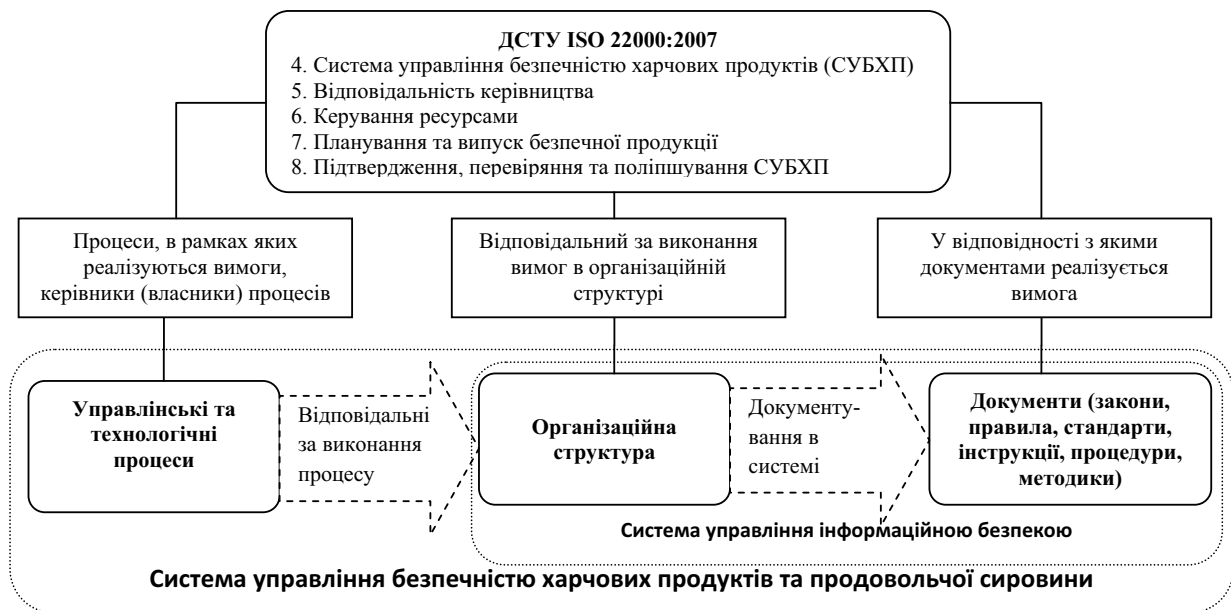 ДСТУ ISO 22000:2007
4. Система управління безпечністю харчових продуктів (СУБХП)
5. Відповідальність керівництва
6. Керування ресурсами
7. Планування та випуск безпечної продукції
8. Підтвердження, перевіряння та поліпшування СУБХП
Процеси, в рамках яких
реалізуються вимоги,
керівники (власники) процесів
Відповідальний за виконання
вимог в організаційній
структурі
У відповідності з якими
документами реалізується
вимога
Управлінські та
технологічні
процеси
Відповідальні
за виконання
процесу
Організаційна
структура
Документу-
вання в
системі
Документи (закони,
правила, стандарти,
інструкції, процедури,
методики)
Система управління інформаційною безпекою
Система управління безпечністю харчових продуктів та продовольчої сировини